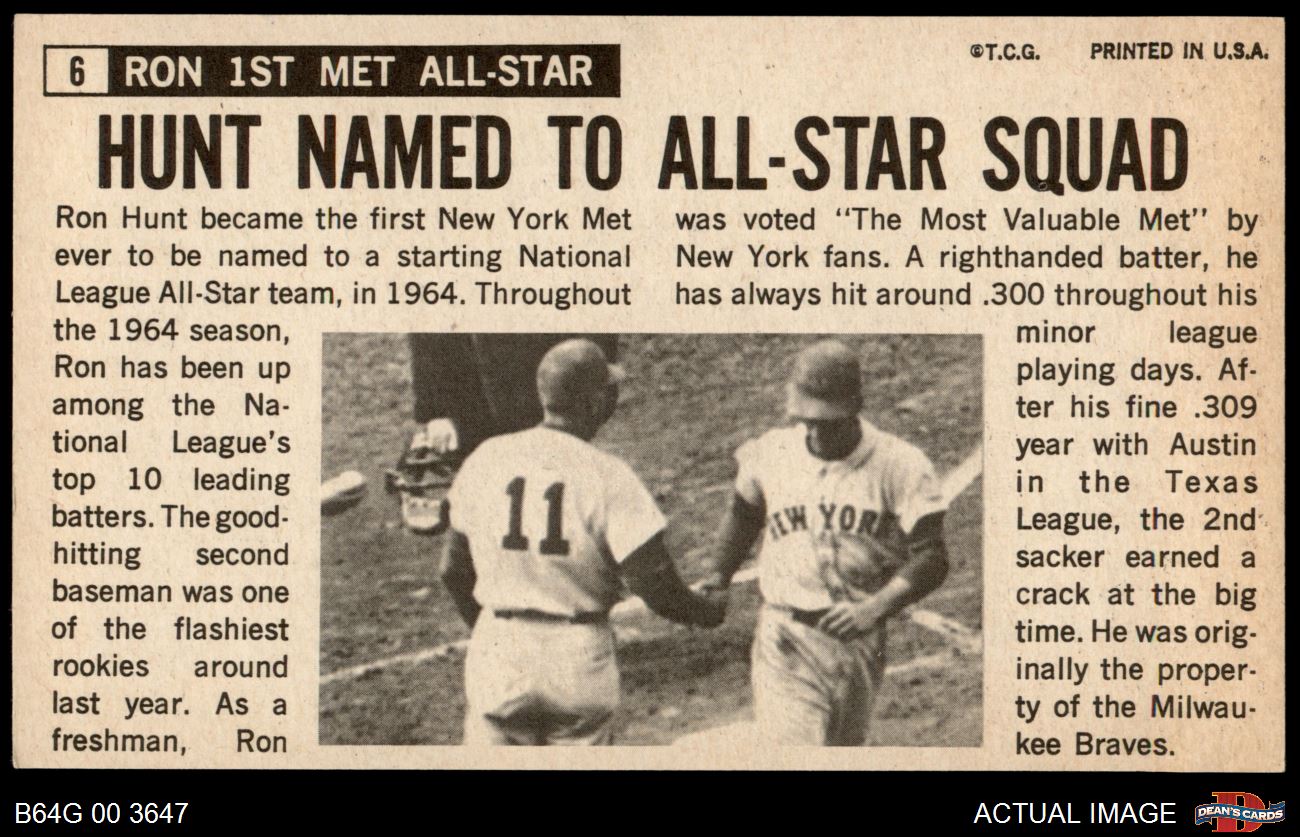 6 RON 1ST MET ALL-STAR
©T.C.G. PRINTED IN U.S.A.
HUNT NAMED TO ALL-STAR SQUAD
Ron Hunt became the first New York Met
ever to be named to a starting National
League All-Star team, in 1964. Throughout
the 1964 season,
Ron has been up
among the Na-
tional League's
top 10 leading
batters. The good-
hitting second
baseman was one
of the flashiest
rookies around
last year. As a
freshman, Ron
was voted "The Most Valuable Met" by
New York fans. A righthanded batter, he
has always hit around .300 throughout his
minor league
playing days. Af-
ter his fine .309
year with Austin
in the Texas
League, the 2nd
sacker earned a
crack at the big
time. He was orig-
inally the proper-
ty of the Milwau-
kee Braves.
11
NEW YORK
B64G 00 3647
ACTUAL IMAGE
DEAN'S CARDS